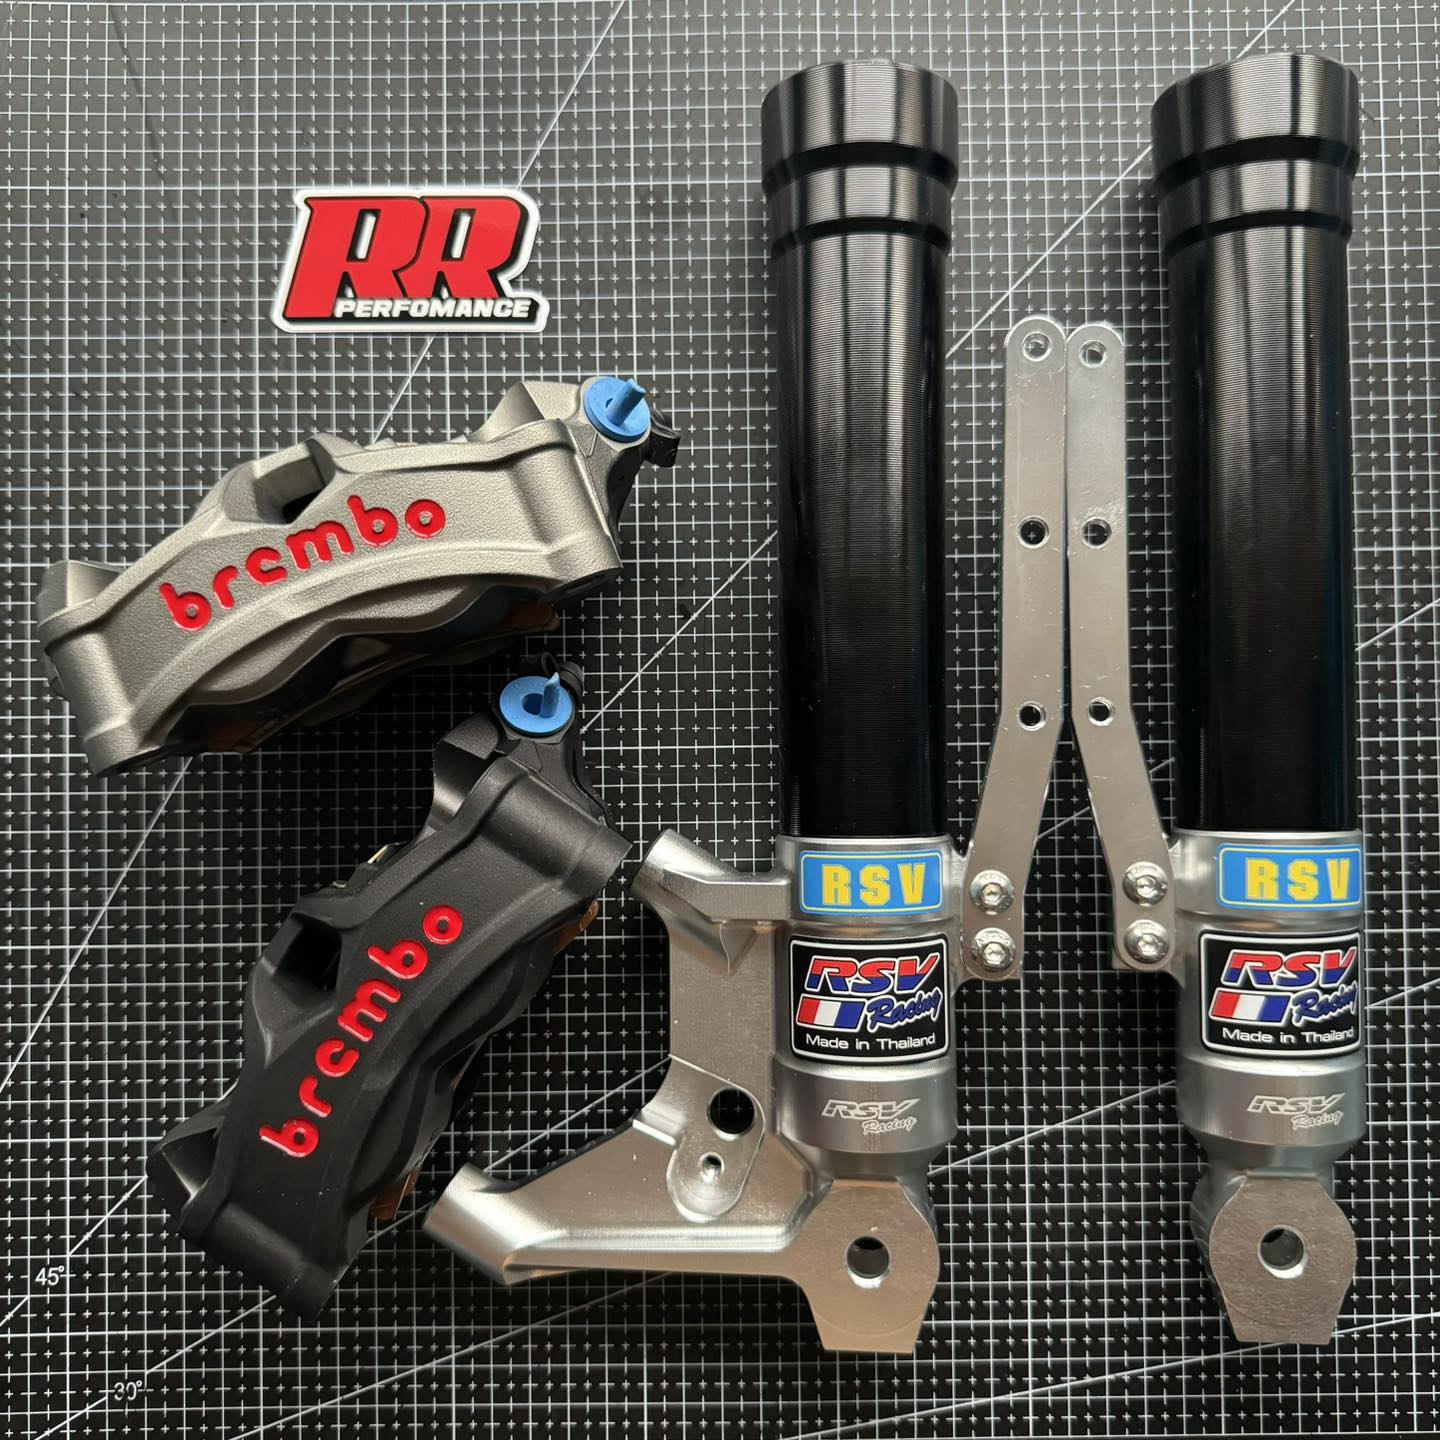 RR
PERFOMANCE
brembo
brembo
RSV
RSV
Racing
Made in Thailand
RSV
Racing
RSV
RSV
Racing
Made in Thailand
RSV
Racing
45°
30°